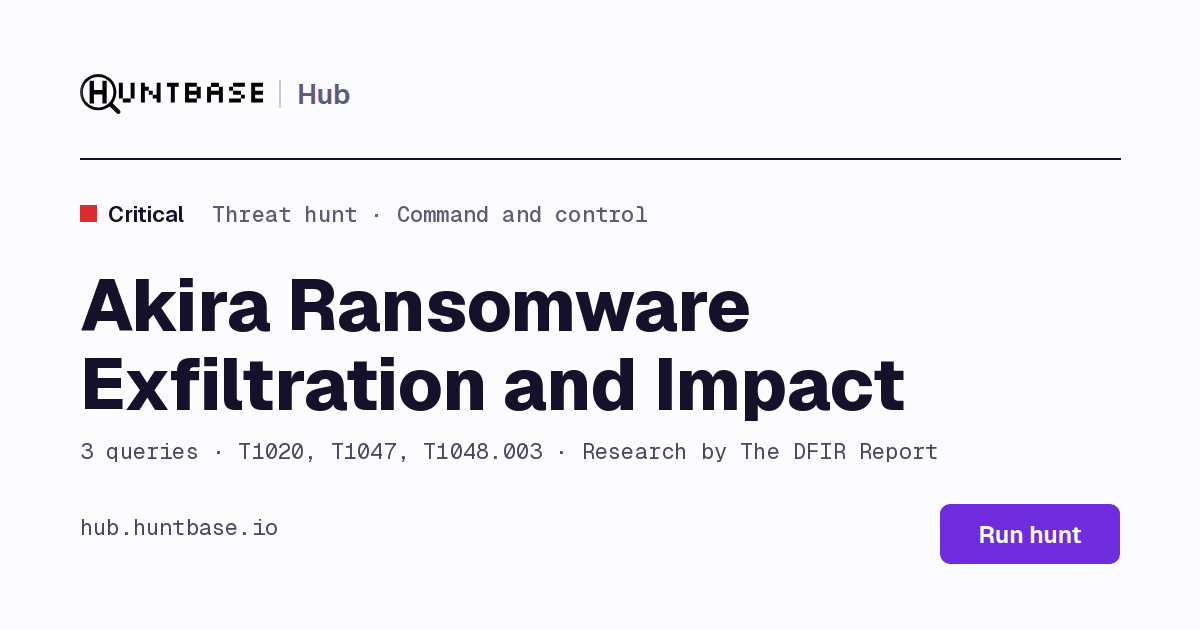 HUNTBASE Hub
Critical Threat hunt · Command and control
Akira Ransomware
Exfiltration and Impact
3 queries · T1020, T1047, T1048.003 · Research by The DFIR Report
hub.huntbase.io
Run hunt